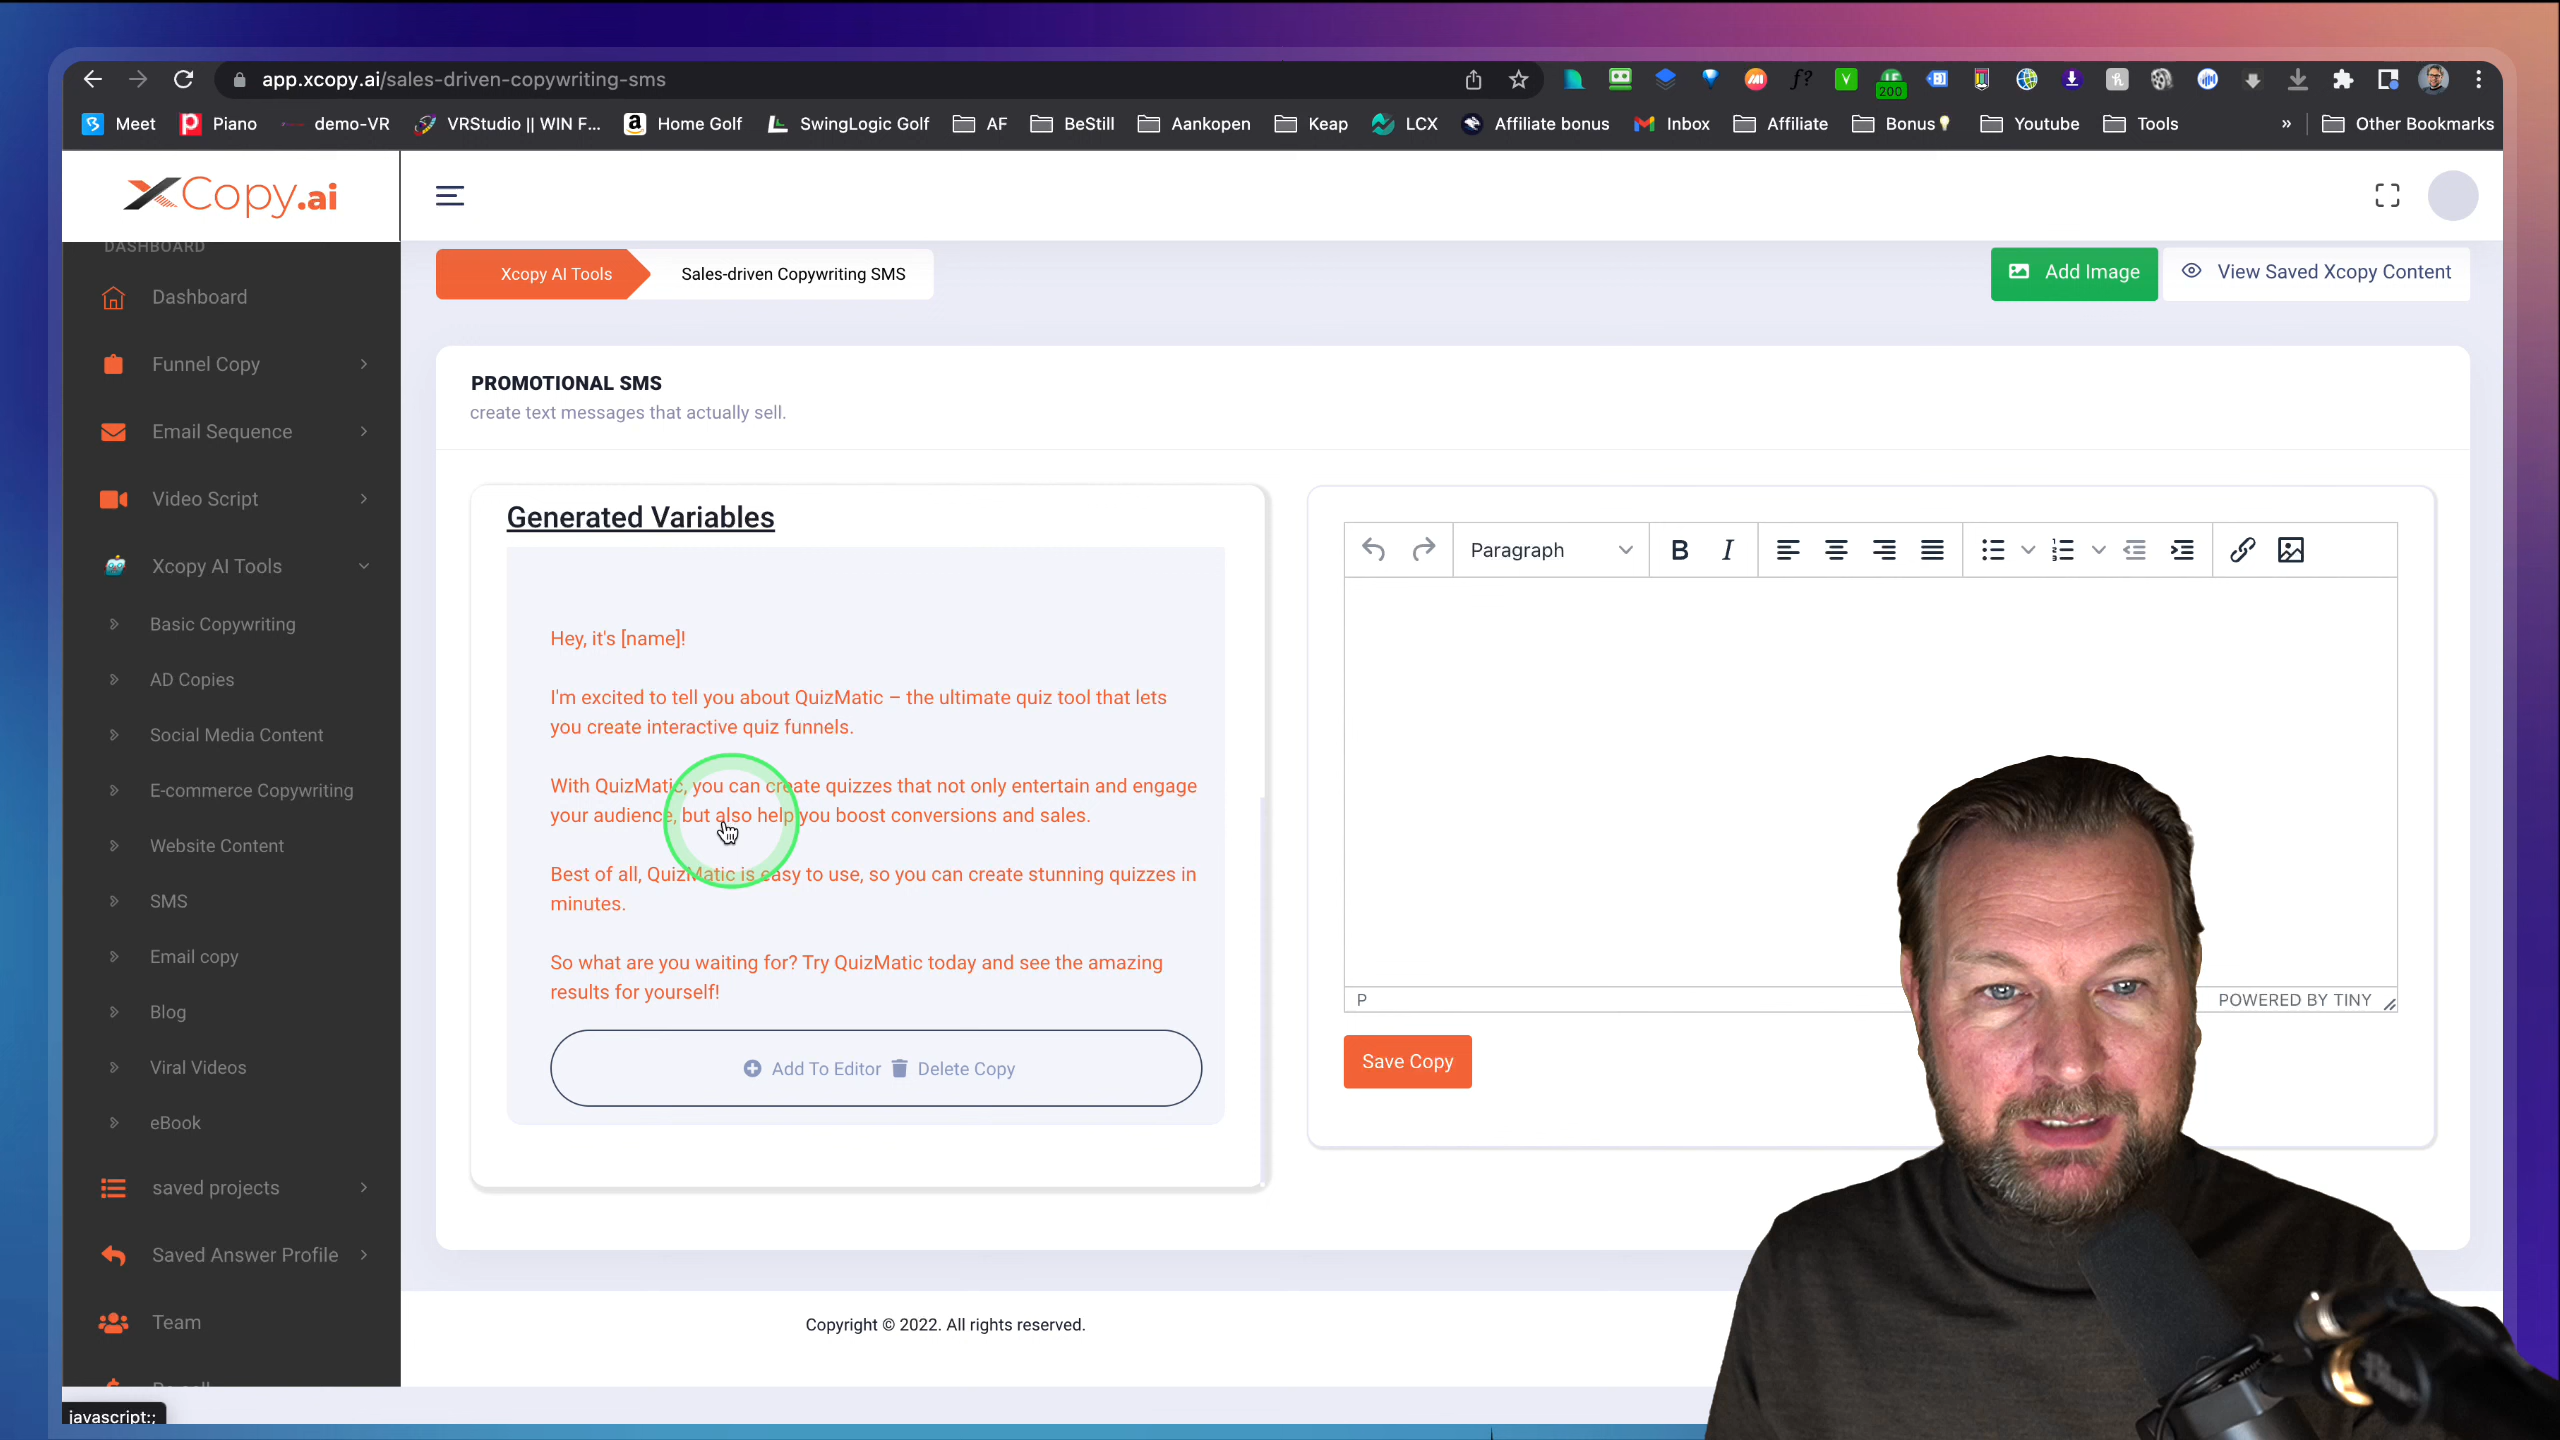 app.xcopy.ai/sales-driven-copywriting-sms
200
Meet
Piano
demo-VR
VRStudio || WIN F...
Home Golf
SwingLogic Golf
AF
BeStill
Aankopen
Keap
LCX
Affiliate bonus
Inbox
Affiliate
Bonus
Youtube
Tools
»
Other Bookmarks
XCopy.ai
DASHBOARD
Dashboard
Funnel Copy
Email Sequence
Video Script
Xcopy AI Tools
Basic Copywriting
AD Copies
Social Media Content
E-commerce Copywriting
Website Content
SMS
Email copy
Blog
Viral Videos
eBook
saved projects
Saved Answer Profile
Team
javascript:;
Xcopy AI Tools
Sales-driven Copywriting SMS
Add Image
View Saved Xcopy Content
PROMOTIONAL SMS
create text messages that actually sell.
Generated Variables
Hey, it's [name]!
I'm excited to tell you about QuizMatic – the ultimate quiz tool that lets
you create interactive quiz funnels.
With QuizMatic, you can create quizzes that not only entertain and engage
your audience, but also help you boost conversions and sales.
Best of all, QuizMatic is easy to use, so you can create stunning quizzes in
minutes.
So what are you waiting for? Try QuizMatic today and see the amazing
results for yourself!
Add To Editor
Delete Copy
Paragraph
B
I
P
POWERED BY TINY
Save Copy
Copyright © 2022. All rights reserved.